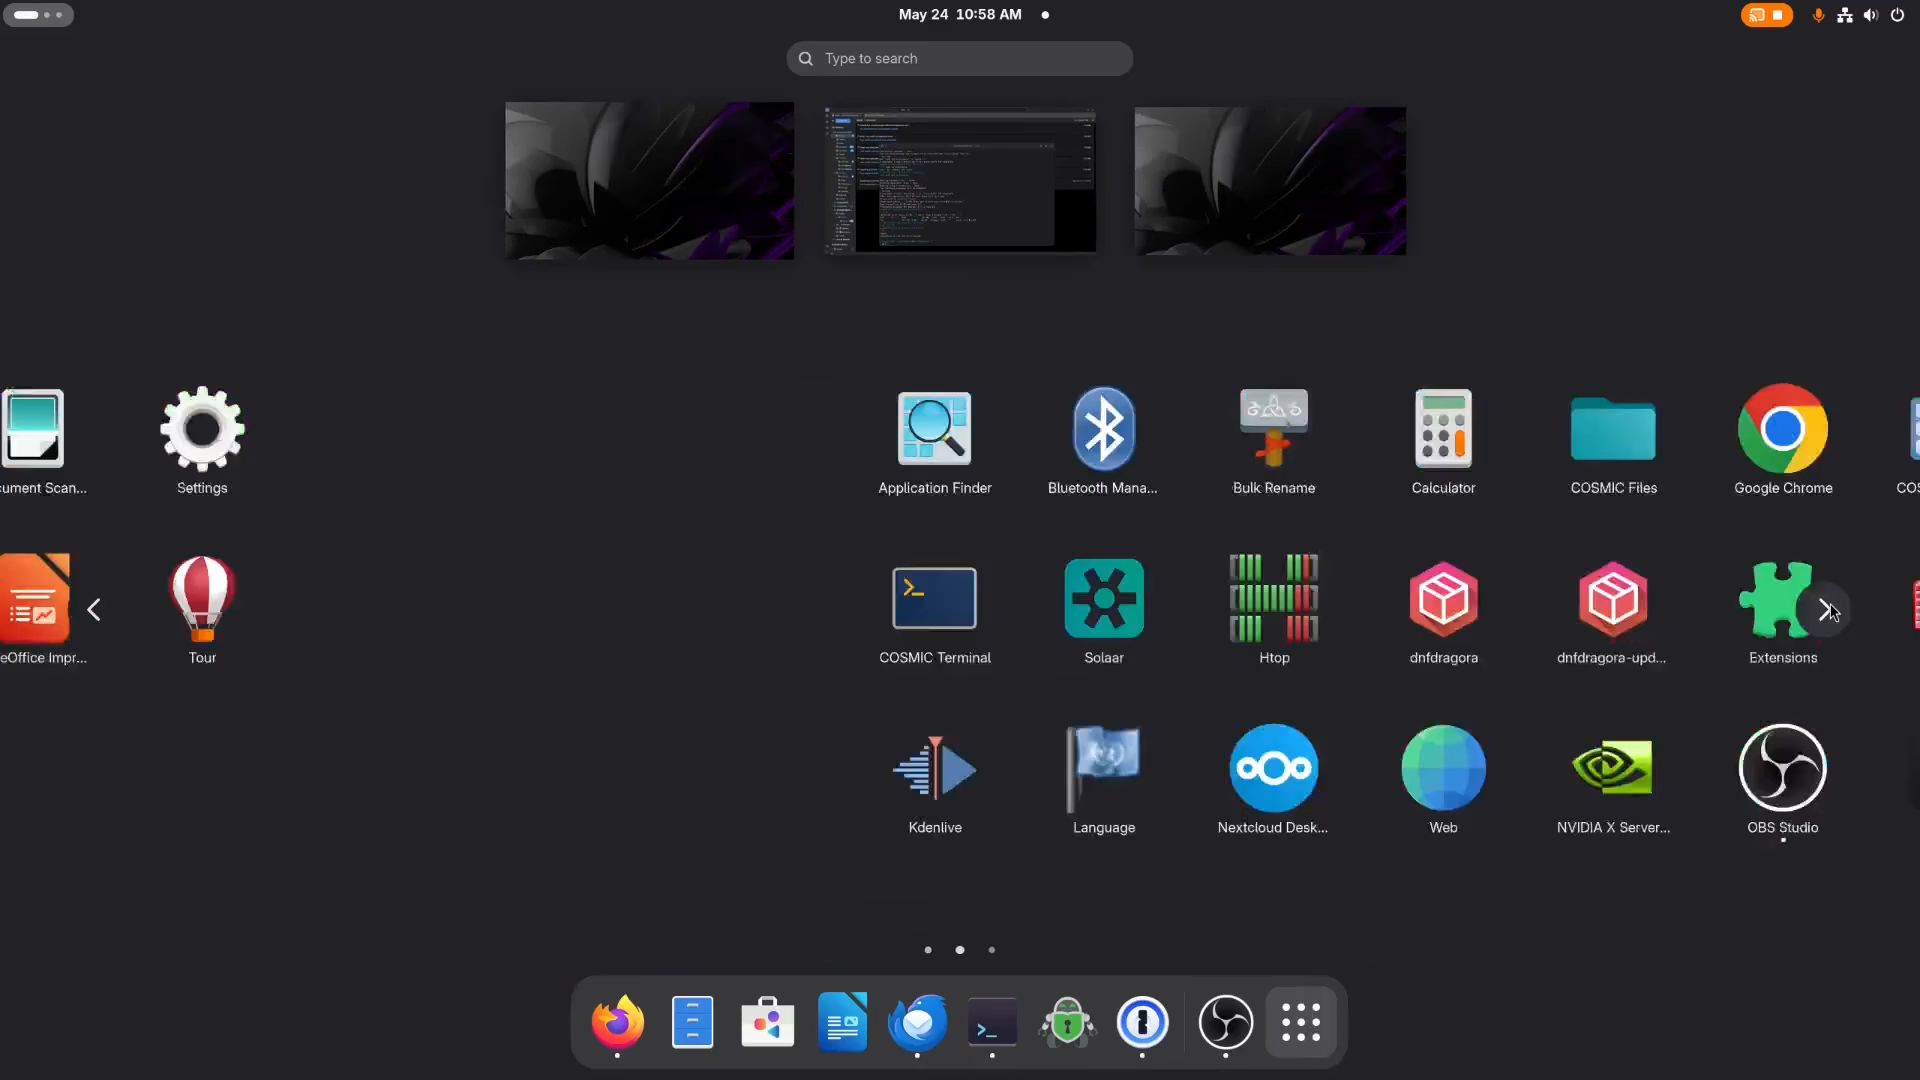 May 24 10:58 AM
Type to search
cument Scan...
Settings
Application Finder
Bluetooth Mana...
Bulk Rename
Calculator
COSMIC Files
Google Chrome
COS
eOffice Impr...
Tour
COSMIC Terminal
Solaar
Htop
dnfdragora
dnfdragora-upd...
Extensions
Kdenlive
Language
Nextcloud Desk...
Web
NVIDIA X Server...
OBS Studio